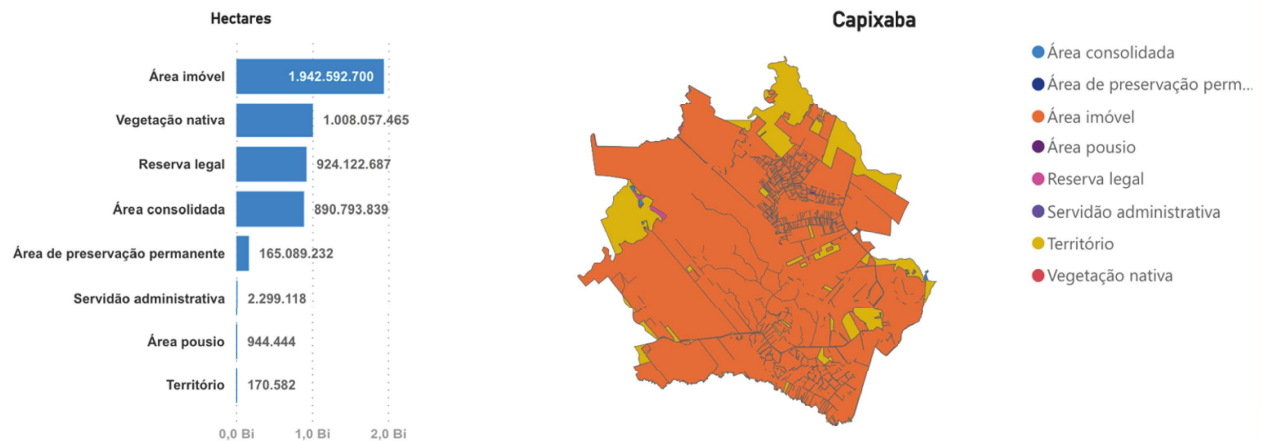 Hectares
Área imóvel
1.942.592.700
Vegetação nativa
1.008.057.465
Reserva legal
924.122.687
Área consolidada
890.793.839
Área de preservação permanente
165.089.232
Servidão administrativa
2.299.118
Área pousio
944.444
Território
170.582
0,0 Bi
1,0 Bi
2,0 Bi
Capixaba
Área consolidada
Área de preservação perm...
Área imóvel
Área pousio
Reserva legal
Servidão administrativa
Território
Vegetação nativa